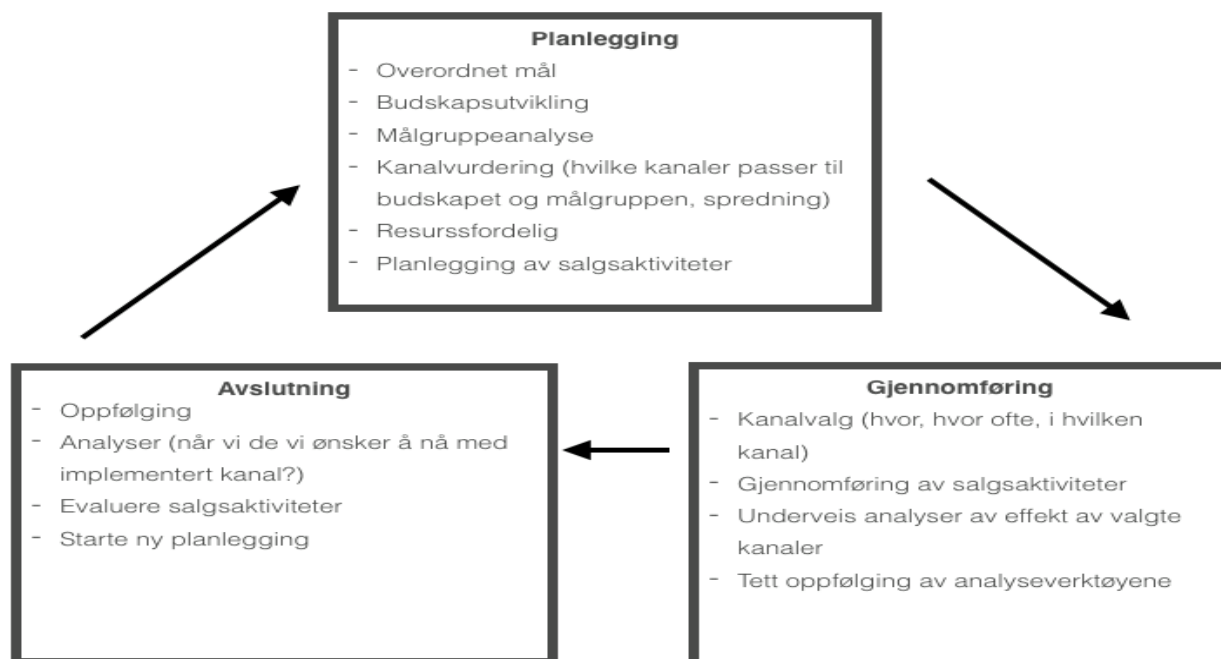 Planlegging
- Overordnet mål
- Budskapsutvikling
- Målgruppeanalyse
- Kanalvurdering (hvilke kanaler passer til
budskapet og målgruppen, spredning)
- Resurssfordelig
- Planlegging av salgsaktiviteter
Avslutning
- Oppfølging
- Analyser (når vi de vi ønsker å nå med
implementert kanal?)
- Evaluere salgsaktiviteter
- Starte ny planlegging
Gjennomføring
- Kanalvalg (hvor, hvor ofte, i hvilken
kanal)
- Gjennomføring av salgsaktiviteter
- Underveis analyser av effekt av valgte
kanaler
- Tett oppfølging av analyseverktøyene